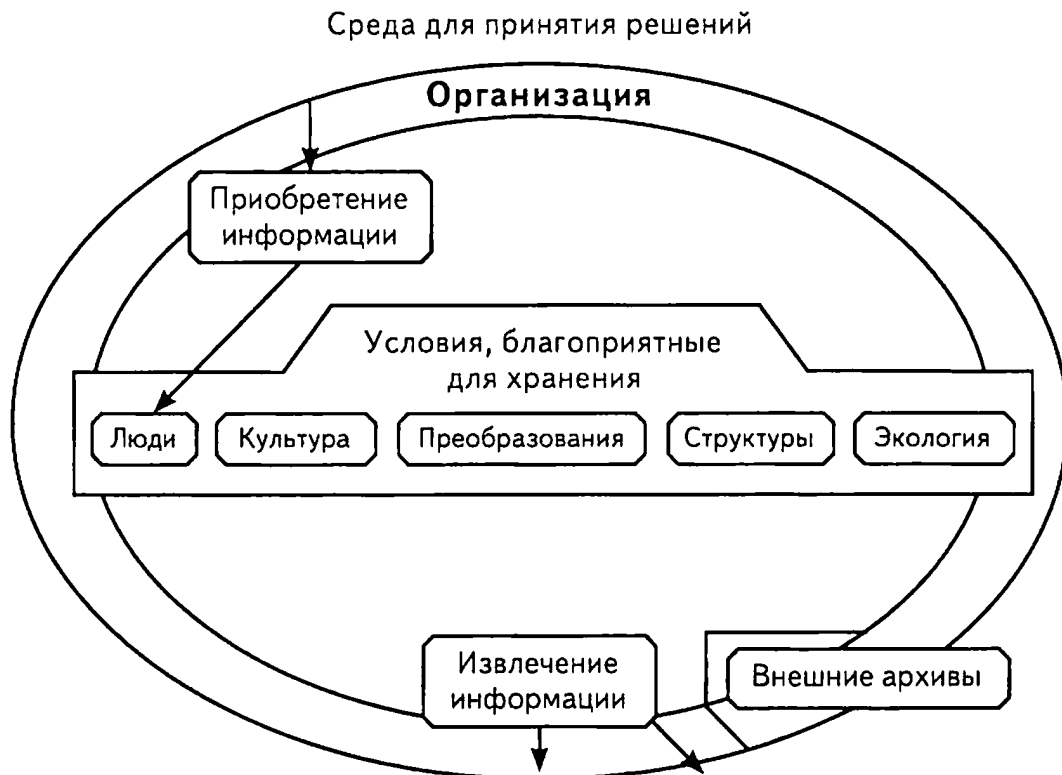 Среда для принятия решений
Организация
Приобретение
информации
Условия, благоприятные
для хранения
Люди
Культура
Преобразования
Структуры
Экология
Извлечение
информации
Внешние архивы